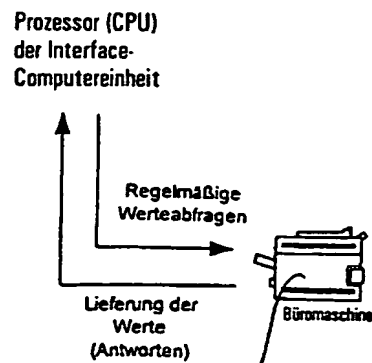 Prozessor (CPU)
der Interface-
Computereinheit
Regelmäßige
Werteabfragen
Büromaschine
Lieferung der
Werte
(Antworten)